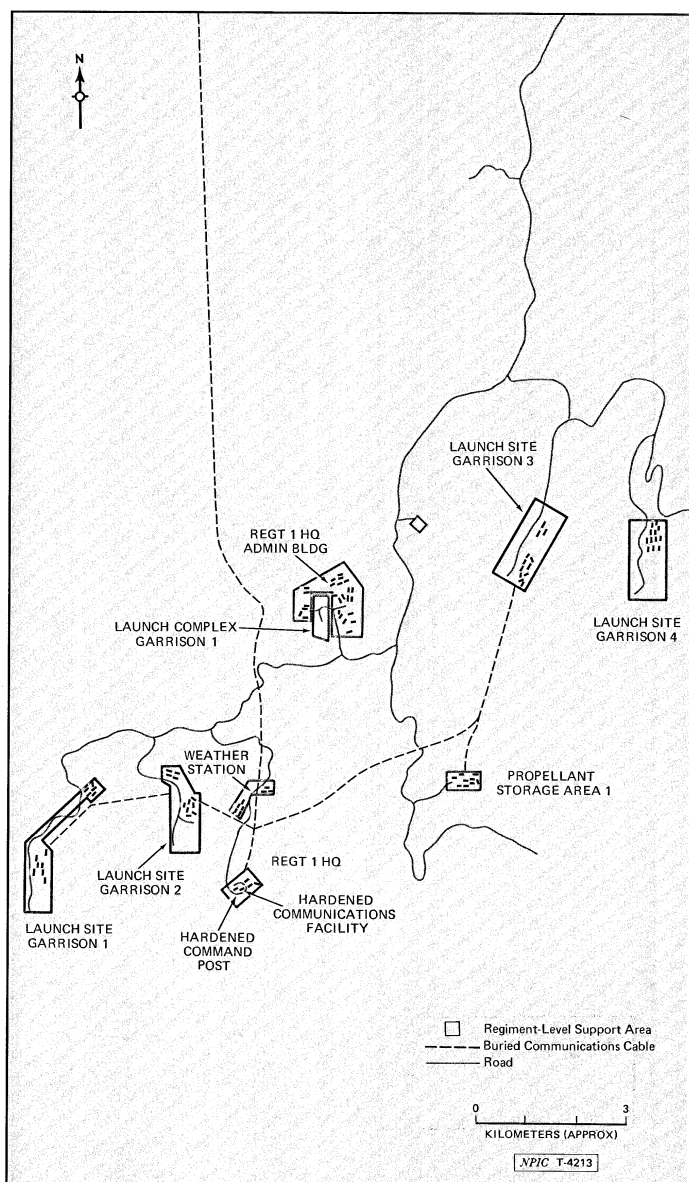 N
LAUNCH SITE
GARRISON 3
REGT 1 HQ
ADMIN BLDG
LAUNCH COMPLEX
GARRISON 1
LAUNCH SITE
GARRISON 4
WEATHER
STATION
PROPELLANT
STORAGE AREA 1
LAUNCH SITE
GARRISON 2
REGT 1 HQ
HARDENED
COMMUNICATIONS
FACILITY
LAUNCH SITE
GARRISON 1
HARDENED
COMMAND
POST
Regiment-Level Support Area
Buried Communications Cable
Road
0 3
KILOMETERS (APPROX)
NPIC T-4213